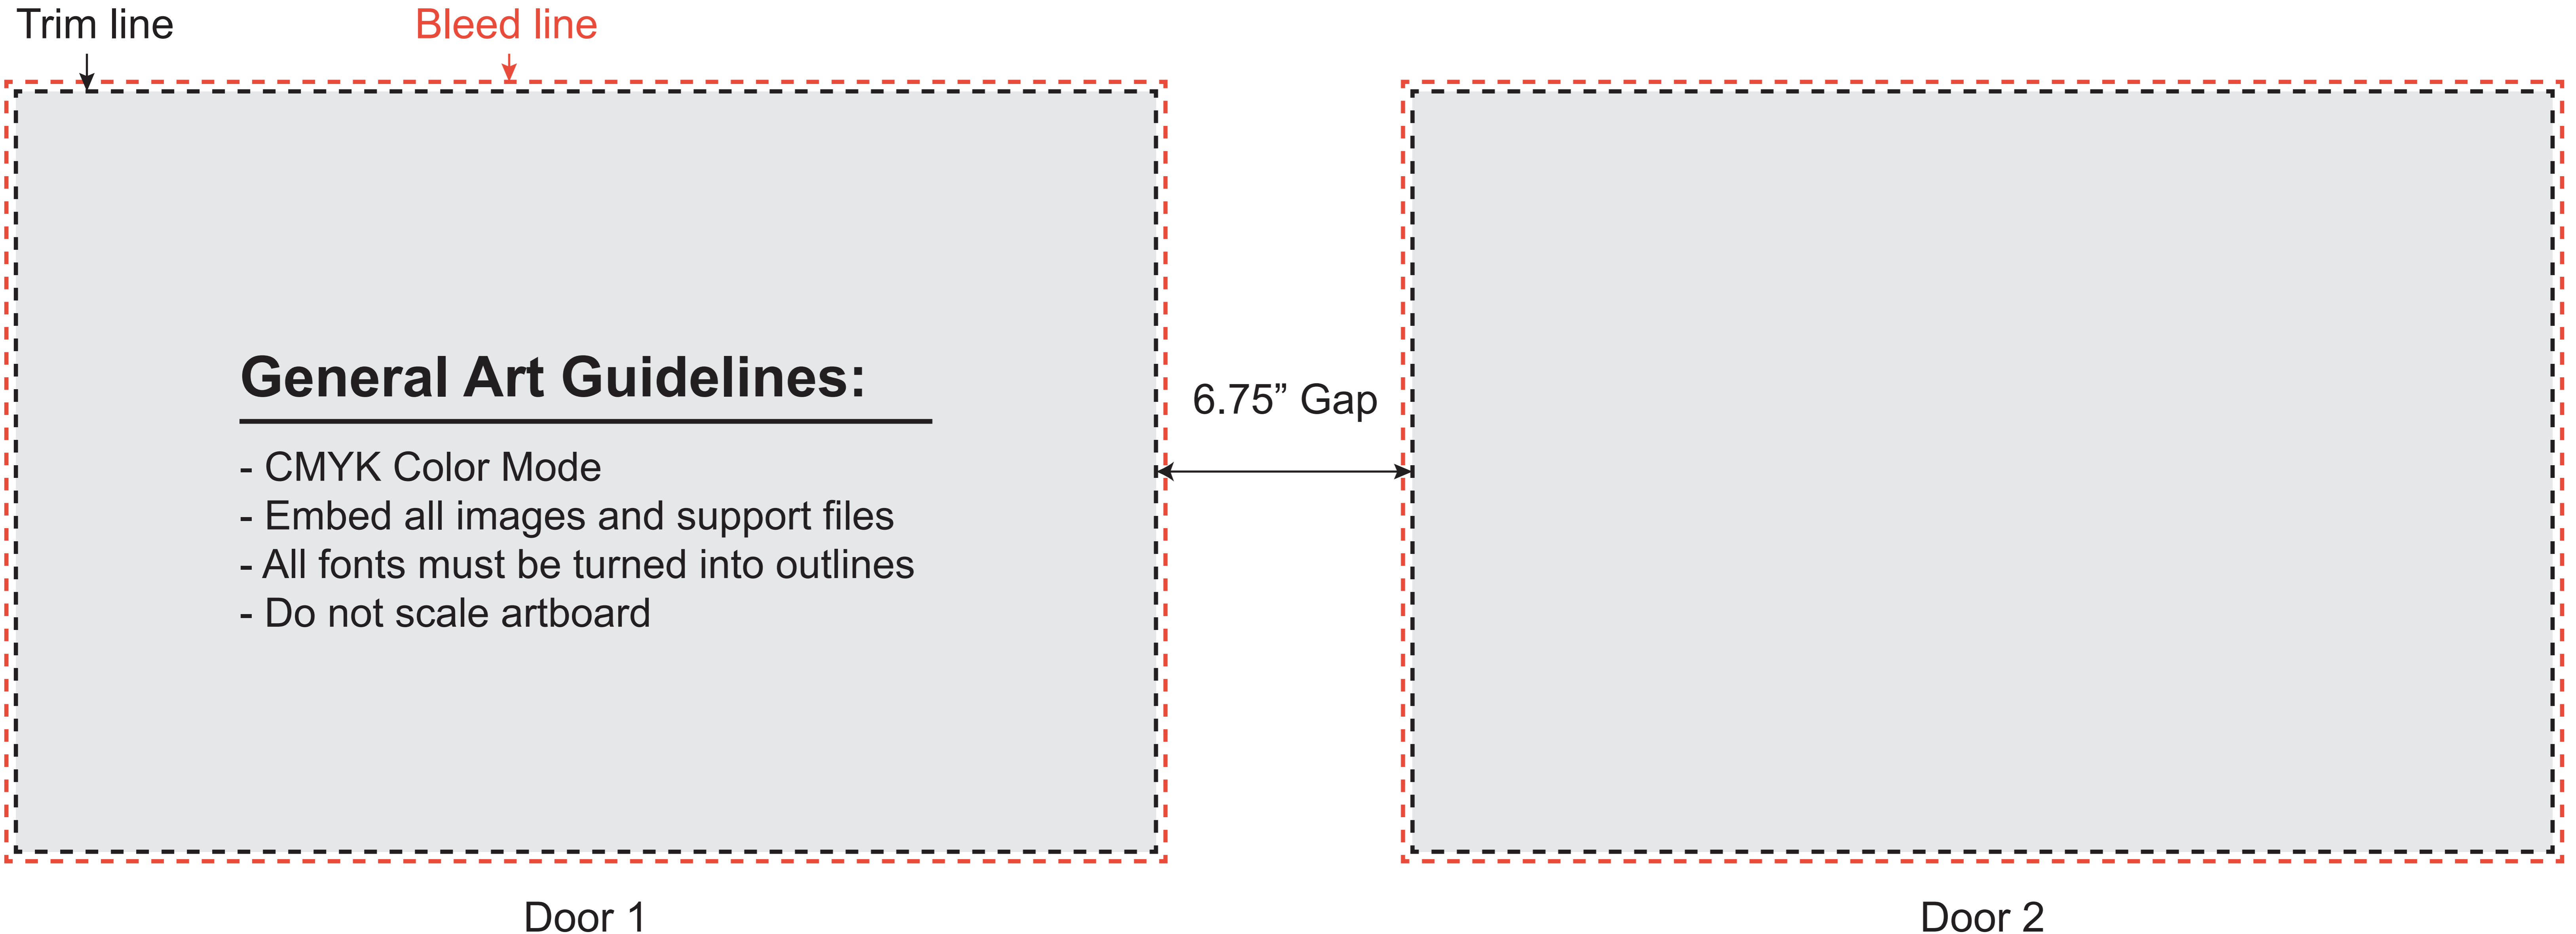 Trim line
Bleed line
General Art Guidelines:
- CMYK Color Mode
- Embed all images and support files
- All fonts must be turned into outlines
- Do not scale artboard
6.75” Gap
Door 1
Door 2